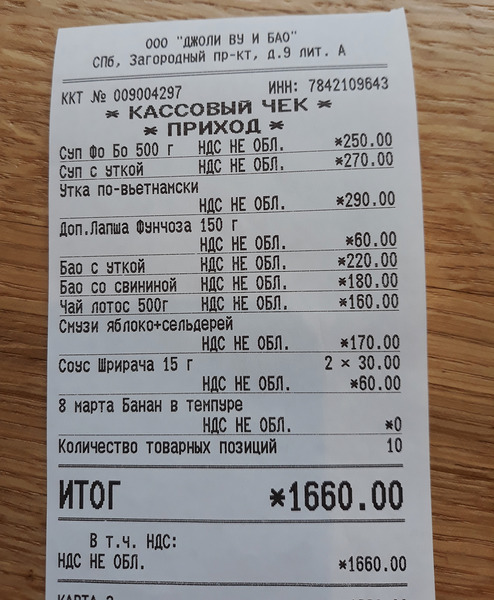 ООО "ДЖОЛИ ВУ И БАО"
СПб, Загородный пр-кт, д.9 лит. А
ККТ № 009004297 ИНН: 7842109643
* КАССОВЫЙ ЧЕК *
* ПРИХОД *
Суп Фо Бо 500 г НДС НЕ ОБЛ. *250.00
Суп с уткой НДС НЕ ОБЛ. *270.00
Утка по-вьетнамски
НДС НЕ ОБЛ. *290.00
Доп.Лапша Фунчоза 150 г
НДС НЕ ОБЛ. *60.00
Бао с уткой НДС НЕ ОБЛ. *220.00
Бао со свининой НДС НЕ ОБЛ. *180.00
Чай лотос 500г НДС НЕ ОБЛ. *160.00
Смузи яблоко+сельдерей
НДС НЕ ОБЛ. *170.00
Соус Шрирача 15 г 2 × 30.00
НДС НЕ ОБЛ. *60.00
8 марта Банан в темпуре
НДС НЕ ОБЛ. *0
Количество товарных позиций 10
ИТОГ *1660.00
В т.ч. НДС:
НДС НЕ ОБЛ. *1660.00